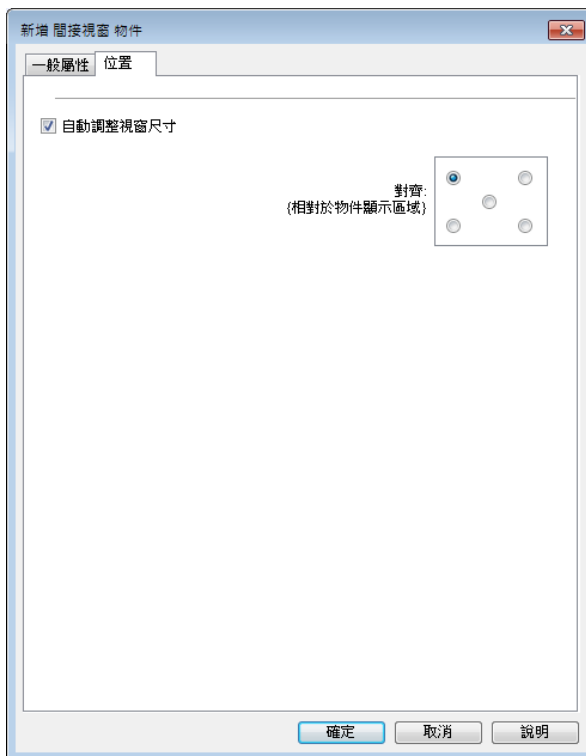 新增 間接視窗 物件
一般屬性 位置
自動調整視窗尺寸
對齊:
{相對於物件顯示區域}
確定 取消 說明